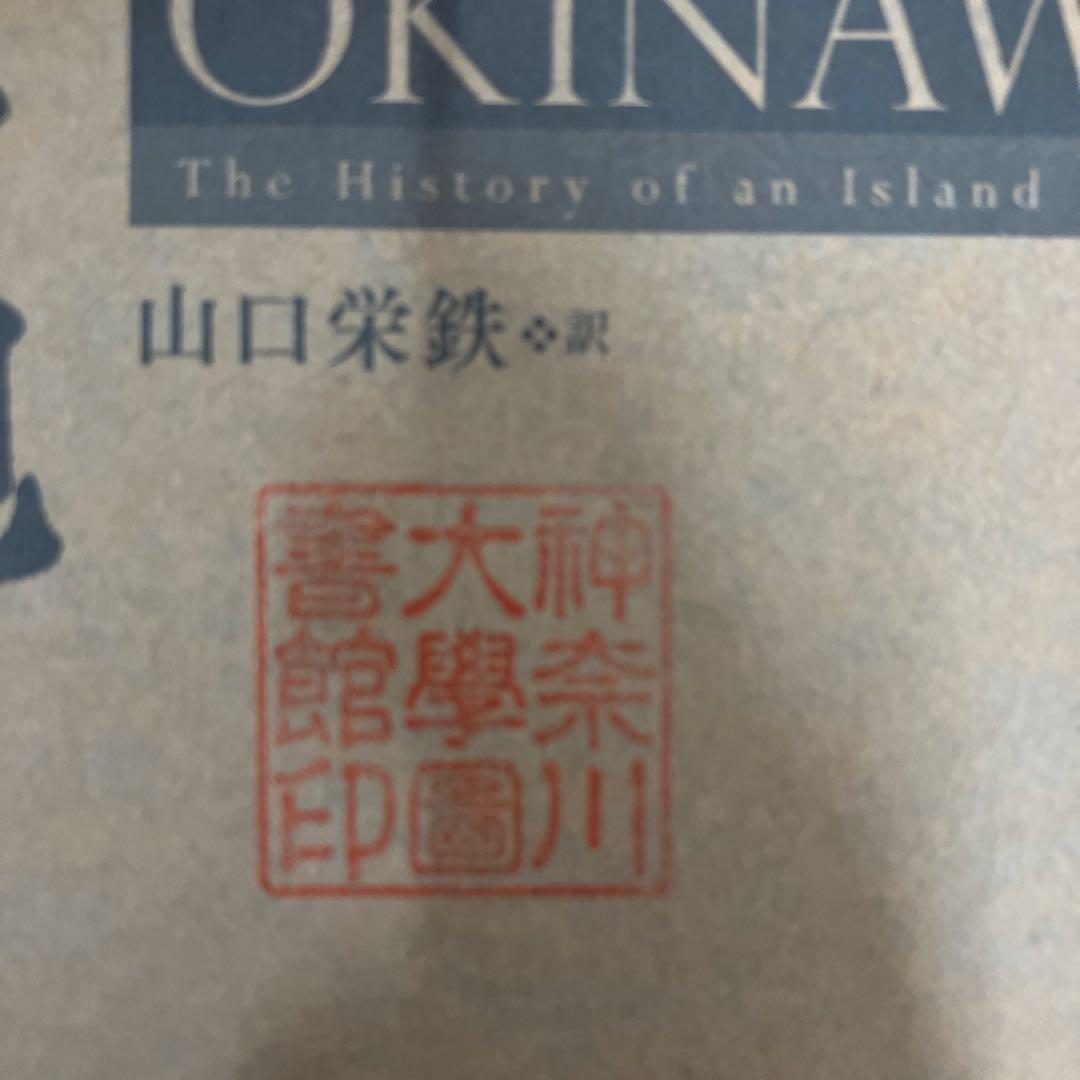 OKINAW
The History of an Island
山口栄鉄❖訳
神奈川
大學圖
書館印